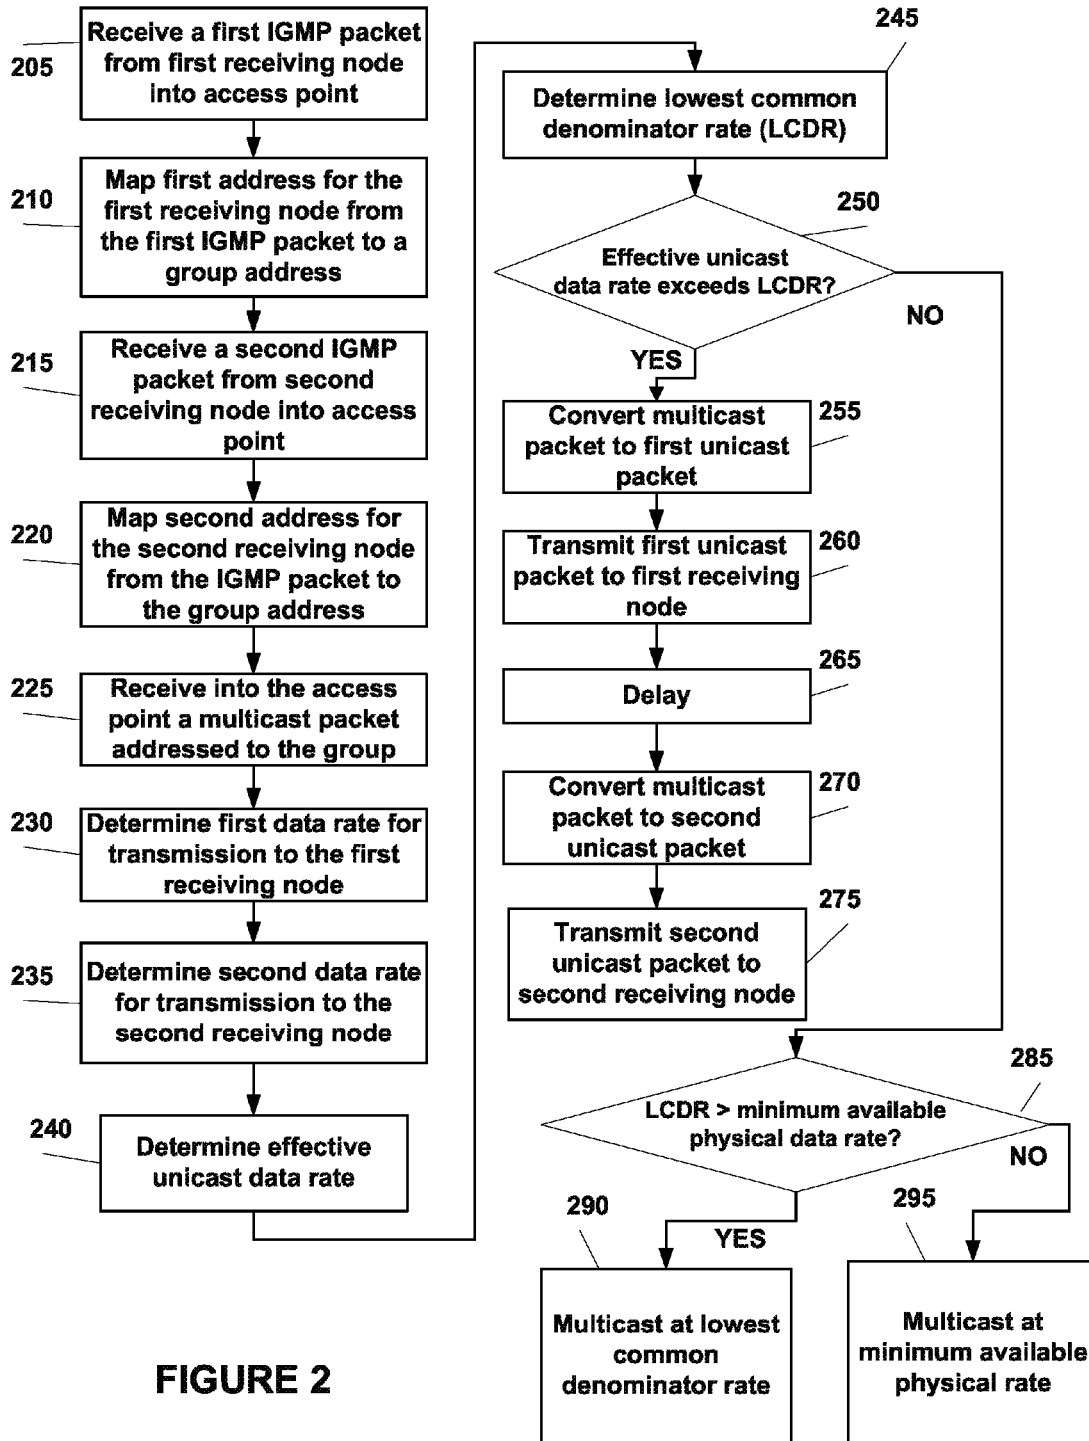 205
Receive a first IGMP packet
from first receiving node
into access point
210
Map first address for the
first receiving node from
the first IGMP packet to a
group address
215
Receive a second IGMP
packet from second
receiving node into access
point
220
Map second address for
the second receiving node
from the IGMP packet to
the group address
225
Receive into the access
point a multicast packet
addressed to the group
230
Determine first data rate for
transmission to the first
receiving node
235
Determine second data rate
for transmission to the
second receiving node
240
Determine effective
unicast data rate
245
Determine lowest common
denominator rate (LCDR)
250
Effective unicast
data rate exceeds LCDR?
NO
YES
255
Convert multicast
packet to first unicast
packet
260
Transmit first unicast
packet to first receiving
node
265
Delay
270
Convert multicast
packet to second
unicast packet
275
Transmit second
unicast packet to
second receiving node
285
LCDR > minimum available
physical data rate?
NO
YES
290
Multicast at lowest
common
denominator rate
295
Multicast at
minimum available
physical rate
FIGURE 2